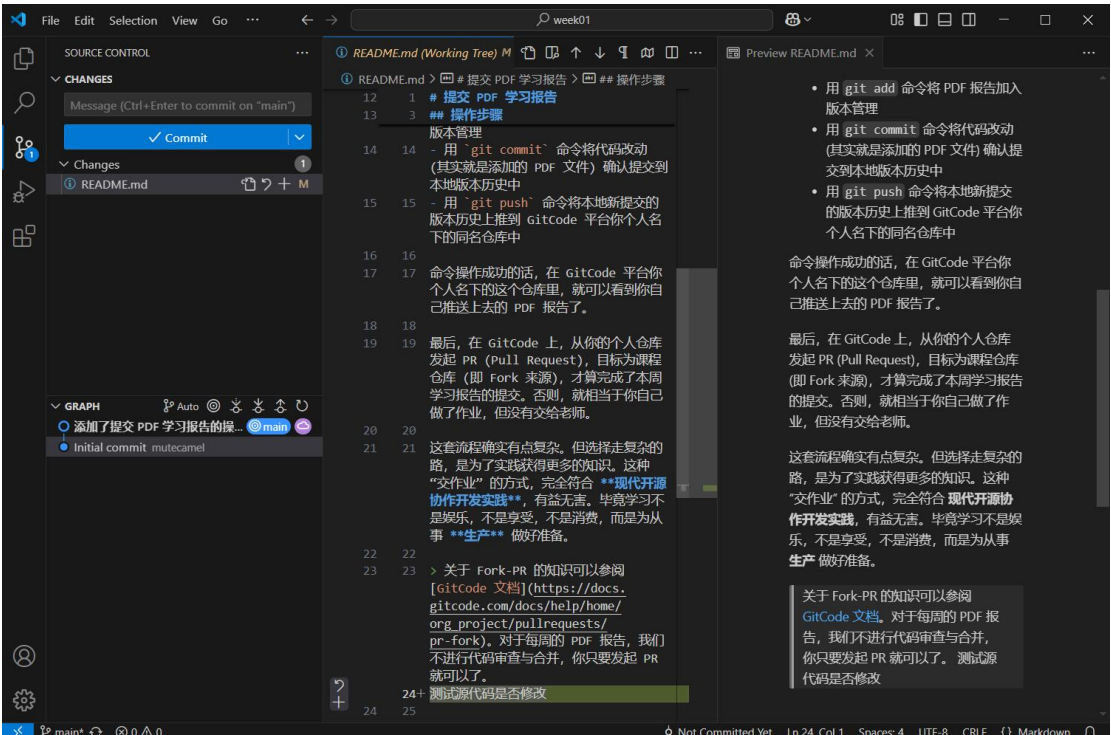 File Edit Selection View Go ··· week01
SOURCE CONTROL ···
CHANGES
Message (Ctrl+Enter to commit on "main")
Commit
Changes 1
README.md M
GRAPH Auto
添加了提交 PDF 学习报告的操... main
Initial commit mutecamel
README.md (Working Tree) M ···
README.md > # 提交 PDF 学习报告 > ## 操作步骤
12 1 # 提交 PDF 学习报告
13 3 ## 操作步骤
版本管理
14 14 - 用 `git commit` 命令将代码改动
(其实就是添加的 PDF 文件) 确认提交到
本地版本历史中
15 15 - 用 `git push` 命令将本地新提交的
版本历史上推到 GitCode 平台你个人名
下的同名仓库中
16 16
17 17 命令操作成功的话，在 GitCode 平台你
个人名下的这个仓库里，就可以看到你自
己推送上去的 PDF 报告了。
18 18
19 19 最后，在 GitCode 上，从你的个人仓库
发起 PR (Pull Request)，目标为课程
仓库 (即 Fork 来源)，才算完成了本周
学习报告的提交。否则，就相当于你自己
做了作业，但没有交给老师。
20 20
21 21 这套流程确实有点复杂。但选择走复杂的
路，是为了实践获得更多的知识。这种
“交作业” 的方式，完全符合 **现代开源
协作开发实践**，有益无害。毕竟学习不
是娱乐，不是享受，不是消费，而是为从
事 **生产** 做好准备。
22 22
23 23 > 关于 Fork-PR 的知识可以参阅
[GitCode 文档](https://docs.
gitcode.com/docs/help/home/
org_project/pullrequests/
pr-fork)。对于每周的 PDF 报告，我们
不进行代码审查与合并，你只要发起 PR
就可以了。
24+ 测试源代码是否修改
24 25
Preview README.md ···
• 用 git add 命令将 PDF 报告加入
版本管理
• 用 git commit 命令将代码改动
(其实就是添加的 PDF 文件) 确认提
交到本地版本历史中
• 用 git push 命令将本地新提交
的版本历史上推到 GitCode 平台你
个人名下的同名仓库中
命令操作成功的话，在 GitCode 平台你
个人名下的这个仓库里，就可以看到你自
己推送上去的 PDF 报告了。
最后，在 GitCode 上，从你的个人仓库
发起 PR (Pull Request)，目标为课程仓库
(即 Fork 来源)，才算完成了本周学习报告
的提交。否则，就相当于你自己做了作
业，但没有交给老师。
这套流程确实有点复杂。但选择走复杂的
路，是为了实践获得更多的知识。这种
“交作业” 的方式，完全符合 现代开源协
作开发实践，有益无害。毕竟学习不是娱
乐，不是享受，不是消费，而是为从事
生产 做好准备。
关于 Fork-PR 的知识可以参阅
GitCode 文档。对于每周的 PDF 报
告，我们不进行代码审查与合并，
你只要发起 PR 就可以了。 测试源
代码是否修改
main* 0 0 Not Committed Yet Ln 24, Col 1 Spaces: 4 UTF-8 CRLF {} Markdown